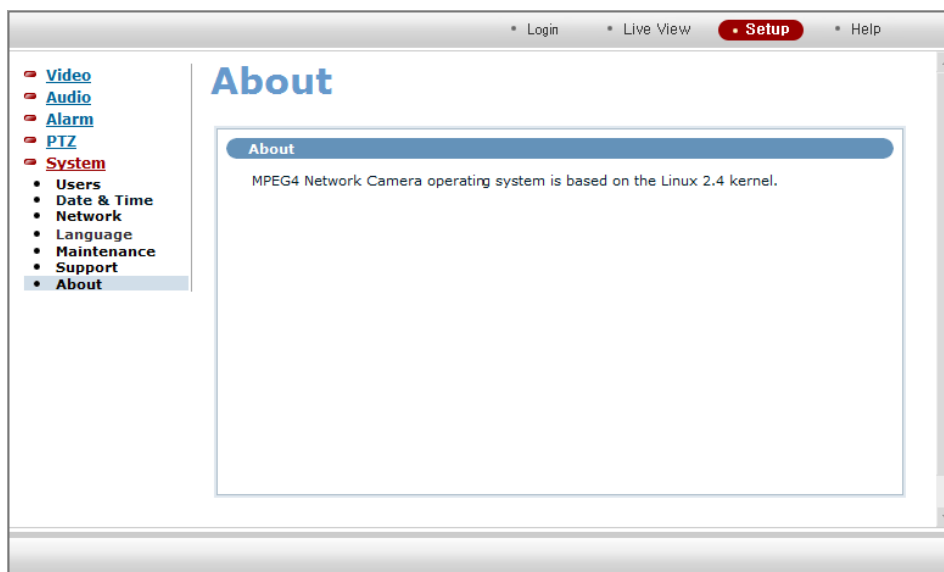 Login
Live View
Setup
Help
Video
Audio
Alarm
PTZ
System
Users
Date & Time
Network
Language
Maintenance
Support
About
About
About
MPEG4 Network Camera operating system is based on the Linux 2.4 kernel.